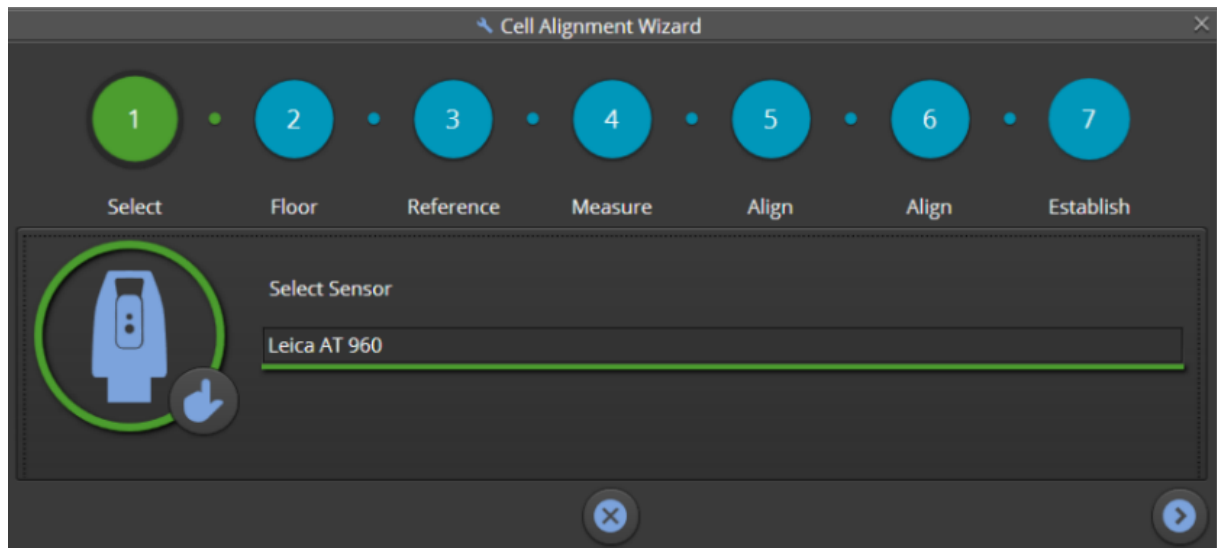 Cell Alignment Wizard
1 2 3 4 5 6 7
Select Floor Reference Measure Align Align Establish
Select Sensor
Leica AT 960